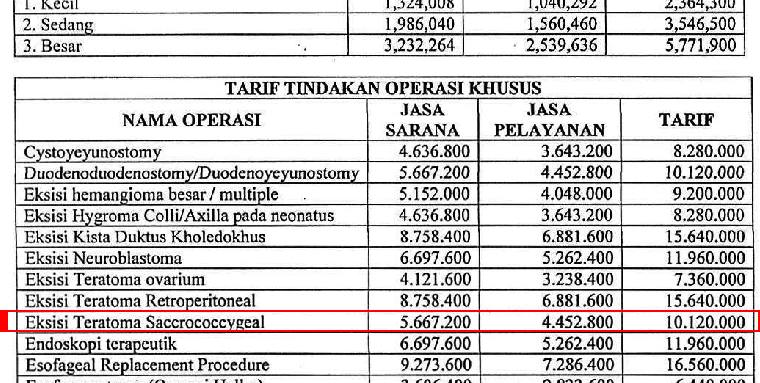 1. Kecil 1,324,008 1,040,292 2,364,300
2. Sedang 1,986,040 1,560,460 3,546,500
3. Besar 3,232,264 2,539,636 5,771,900
TARIF TINDAKAN OPERASI KHUSUS
NAMA OPERASI JASA SARANA JASA PELAYANAN TARIF
Cystoyeyunostomy 4.636.800 3.643.200 8.280.000
Duodenoduodenostomy/Duodenoyeyunostomy 5.667.200 4.452.800 10.120.000
Eksisi hemangioma besar / multiple 5.152.000 4.048.000 9.200.000
Eksisi Hygroma Colli/Axilla pada neonatus 4.636.800 3.643.200 8.280.000
Eksisi Kista Duktus Kholedokhus 8.758.400 6.881.600 15.640.000
Eksisi Neuroblastoma 6.697.600 5.262.400 11.960.000
Eksisi Teratoma ovarium 4.121.600 3.238.400 7.360.000
Eksisi Teratoma Retroperitoneal 8.758.400 6.881.600 15.640.000
Eksisi Teratoma Saccrococcygeal 5.667.200 4.452.800 10.120.000
Endoskopi terapeutik 6.697.600 5.262.400 11.960.000
Esofageal Replacement Procedure 9.273.600 7.286.400 16.560.000